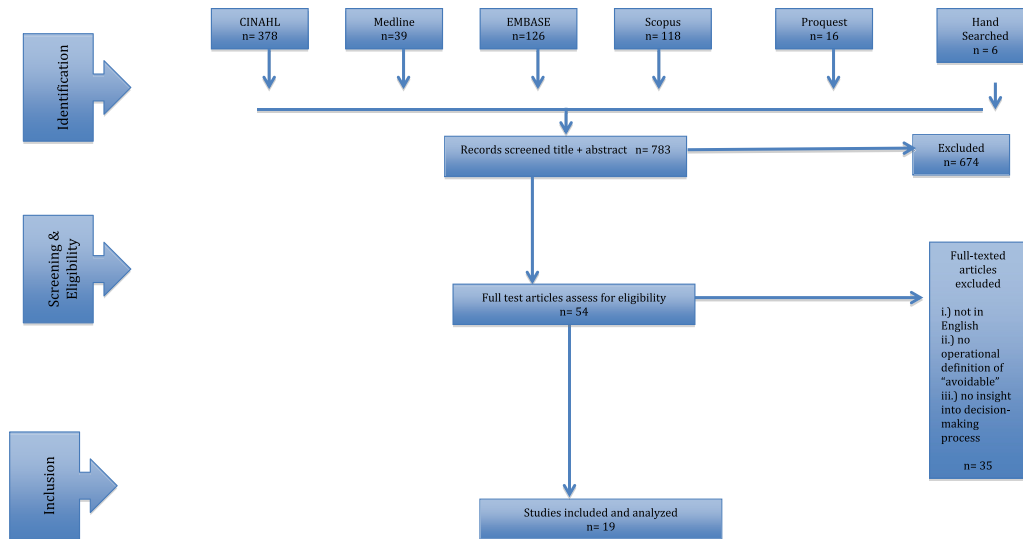 CINAHL
n= 378
Medline
n=39
EMBASE
n=126
Scopus
n= 118
Proquest
n= 16
Hand
Searched
n = 6
Identification
Records screened title + abstract n= 783
Excluded
n= 674
Screening &
Eligibility
Full test articles assess for eligibility
n= 54
Full-texted
articles
excluded
i.) not in
English
ii.) no
operational
definition of
“avoidable”
iii.) no insight
into decision-
making
process
n= 35
Inclusion
Studies included and analyzed
n= 19